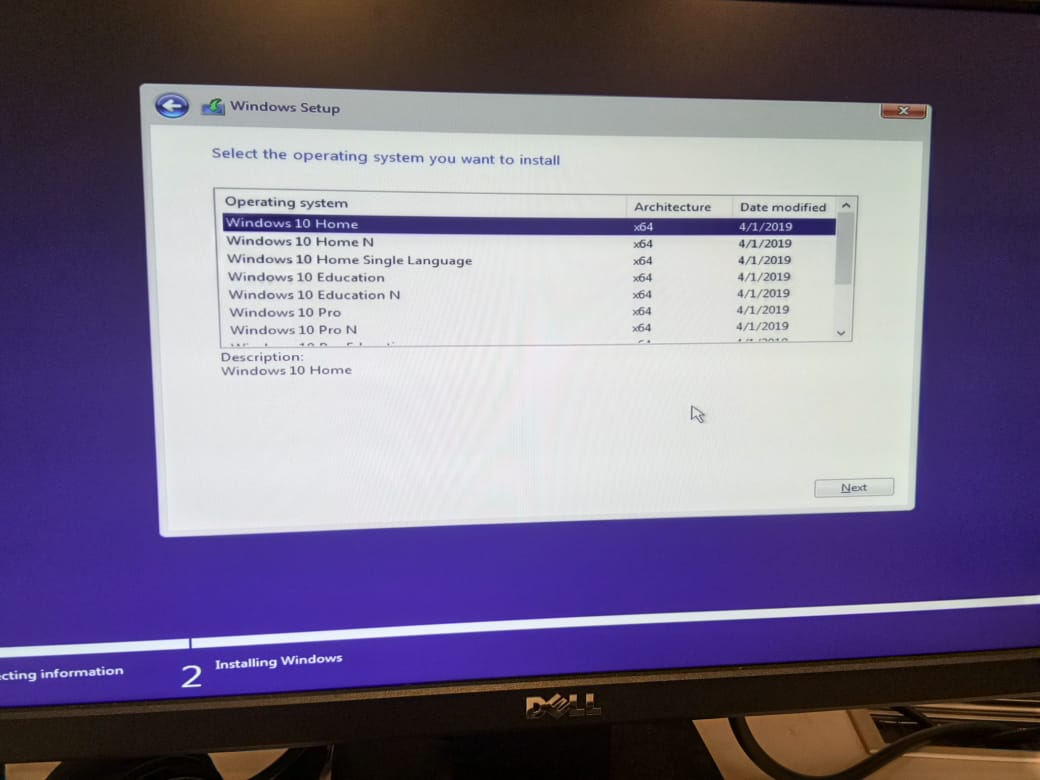 Windows Setup
Select the operating system you want to install
Operating system Architecture Date modified
Windows 10 Home x64 4/1/2019
Windows 10 Home N x64 4/1/2019
Windows 10 Home Single Language x64 4/1/2019
Windows 10 Education x64 4/1/2019
Windows 10 Education N x64 4/1/2019
Windows 10 Pro x64 4/1/2019
Windows 10 Pro N x64 4/1/2019
Description:
Windows 10 Home
Next
information
2 Installing Windows
DELL